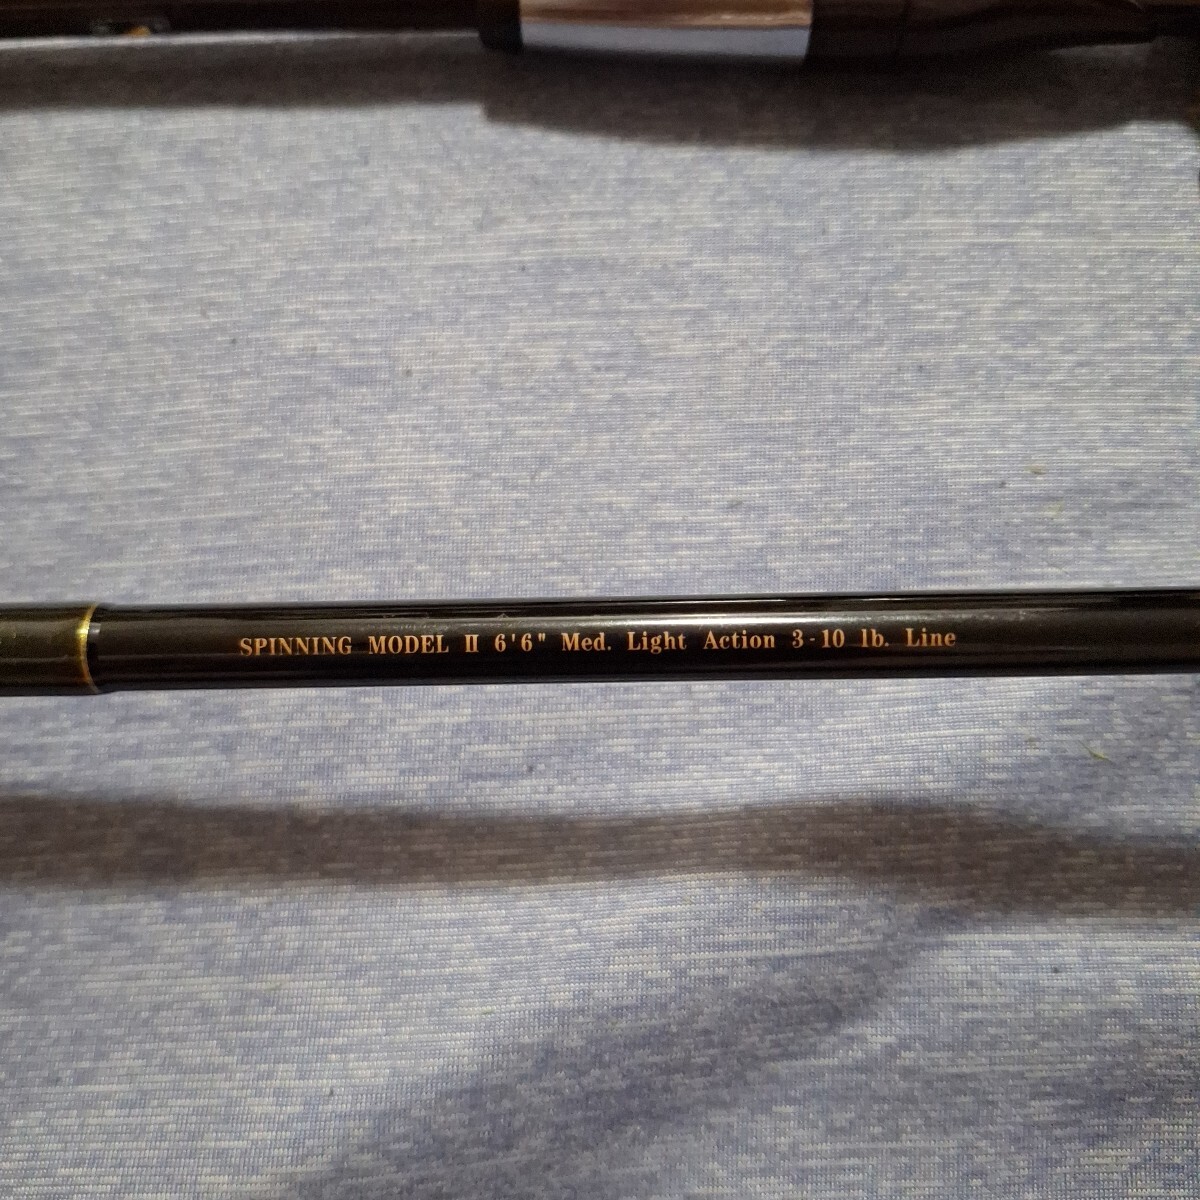 SPINNING MODEL II 6'6" Med. Light Action 3-10 lb. Line